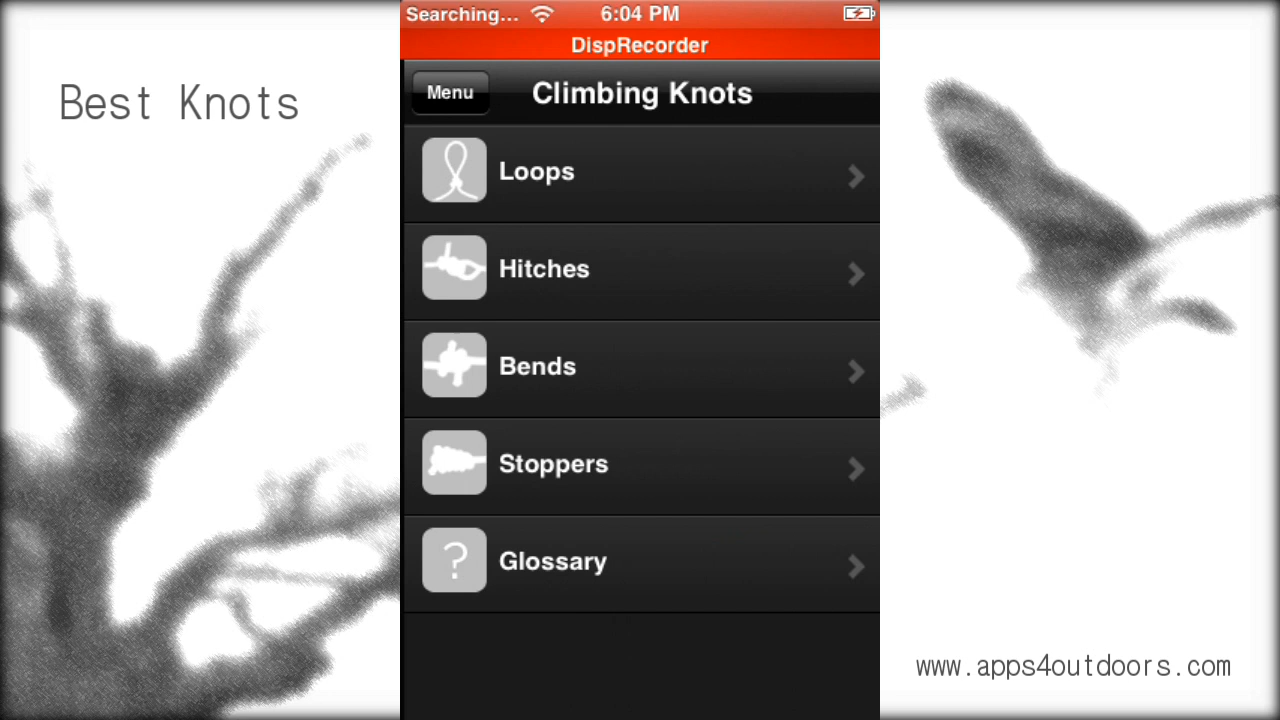 Searching... 6:04 PM
DispRecorder
Menu Climbing Knots
Best Knots
Loops
Hitches
Bends
Stoppers
? Glossary
www.apps4outdoors.com